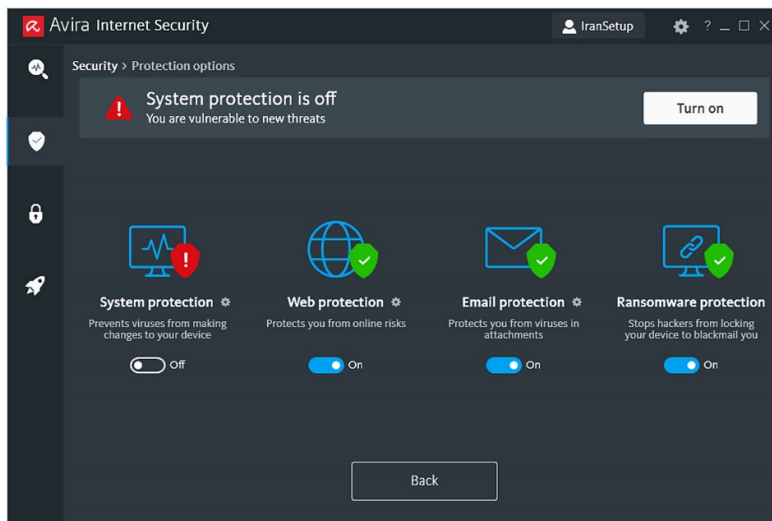 Avira Internet Security
IranSetup
?
Security > Protection options
System protection is off
You are vulnerable to new threats
Turn on
System protection
Prevents viruses from making
changes to your device
Off
Web protection
Protects you from online risks
On
Email protection
Protects you from viruses in
attachments
On
Ransomware protection
Stops hackers from locking
your device to blackmail you
On
Back